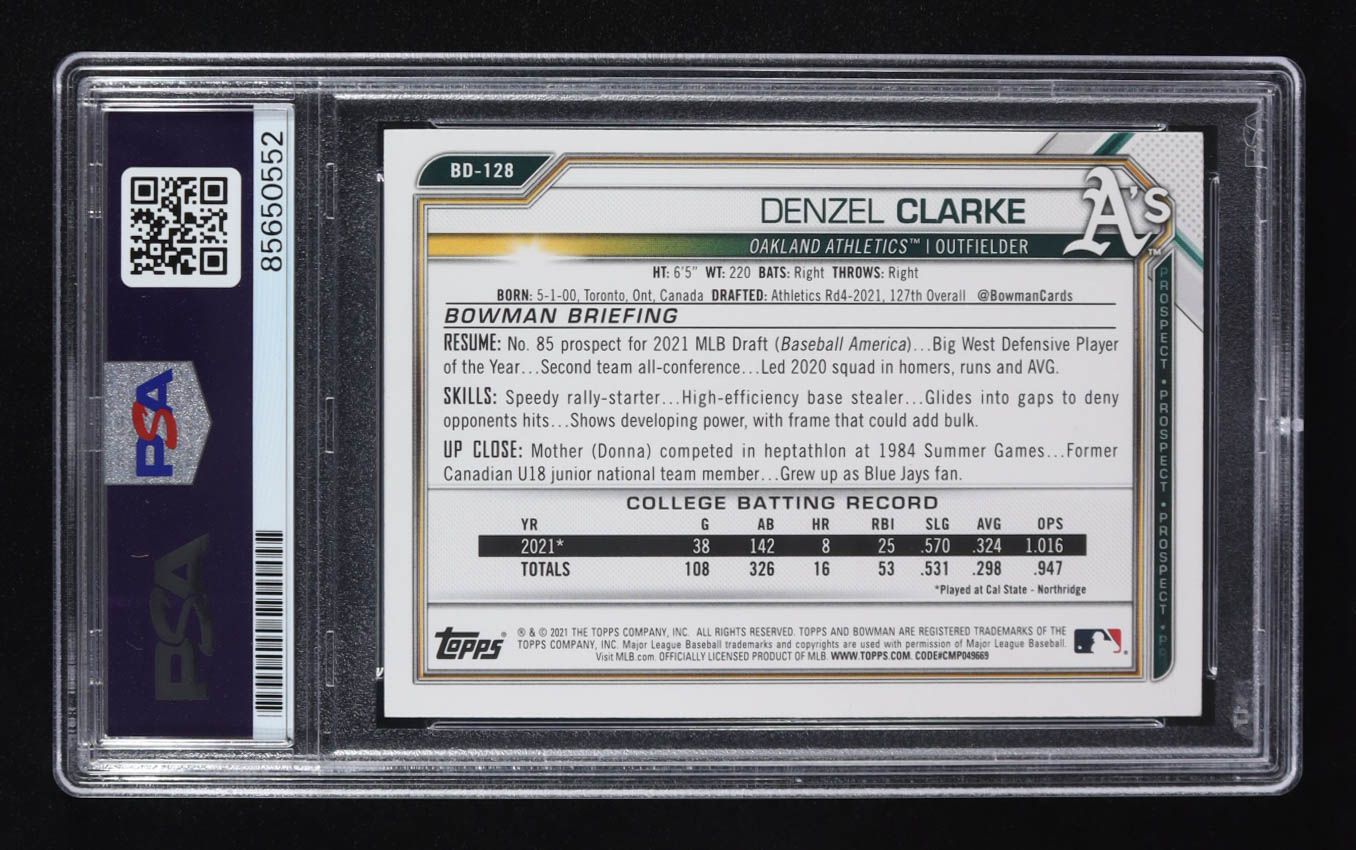 85650552
PSA
PSA
BD-128
DENZEL CLARKE
A's™
OAKLAND ATHLETICS™ | OUTFIELDER
HT: 6'5" WT: 220 BATS: Right THROWS: Right
BORN: 5-1-00, Toronto, Ont, Canada DRAFTED: Athletics Rd4-2021, 127th Overall @BowmanCards
BOWMAN BRIEFING
RESUME: No. 85 prospect for 2021 MLB Draft (Baseball America)...Big West Defensive Player
of the Year...Second team all-conference...Led 2020 squad in homers, runs and AVG.
SKILLS: Speedy rally-starter...High-efficiency base stealer...Glides into gaps to deny
opponents hits...Shows developing power, with frame that could add bulk.
UP CLOSE: Mother (Donna) competed in heptathlon at 1984 Summer Games...Former
Canadian U18 junior national team member...Grew up as Blue Jays fan.
COLLEGE BATTING RECORD
YR G AB HR RBI SLG AVG OPS
2021* 38 142 8 25 .570 .324 1.016
TOTALS 108 326 16 53 .531 .298 .947
*Played at Cal State - Northridge
topps®
® & © 2021 THE TOPPS COMPANY, INC. ALL RIGHTS RESERVED. TOPPS AND BOWMAN ARE REGISTERED TRADEMARKS OF THE
TOPPS COMPANY, INC. Major League Baseball trademarks and copyrights are used with permission of Major League Baseball.
Visit MLB.com. OFFICIALLY LICENSED PRODUCT OF MLB. WWW.TOPPS.COM. CODE#CMP049669
PROSPECT • PROSPECT • PROSPECT •